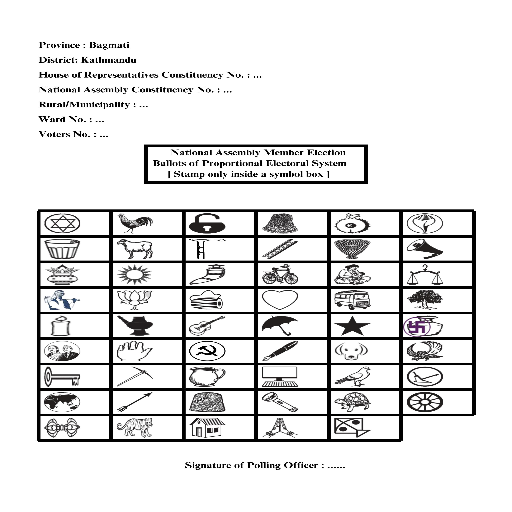 Province : Bagmati
District: Kathmandu
House of Representatives Constituency No. : ...
National Assembly Constituency No. : ...
Rural/Municipality : ...
Ward No. : ...
Voters No. : ...
National Assembly Member Election
Ballots of Proportional Electoral System
[ Stamp only inside a symbol box ]
Signature of Polling Officer : ......